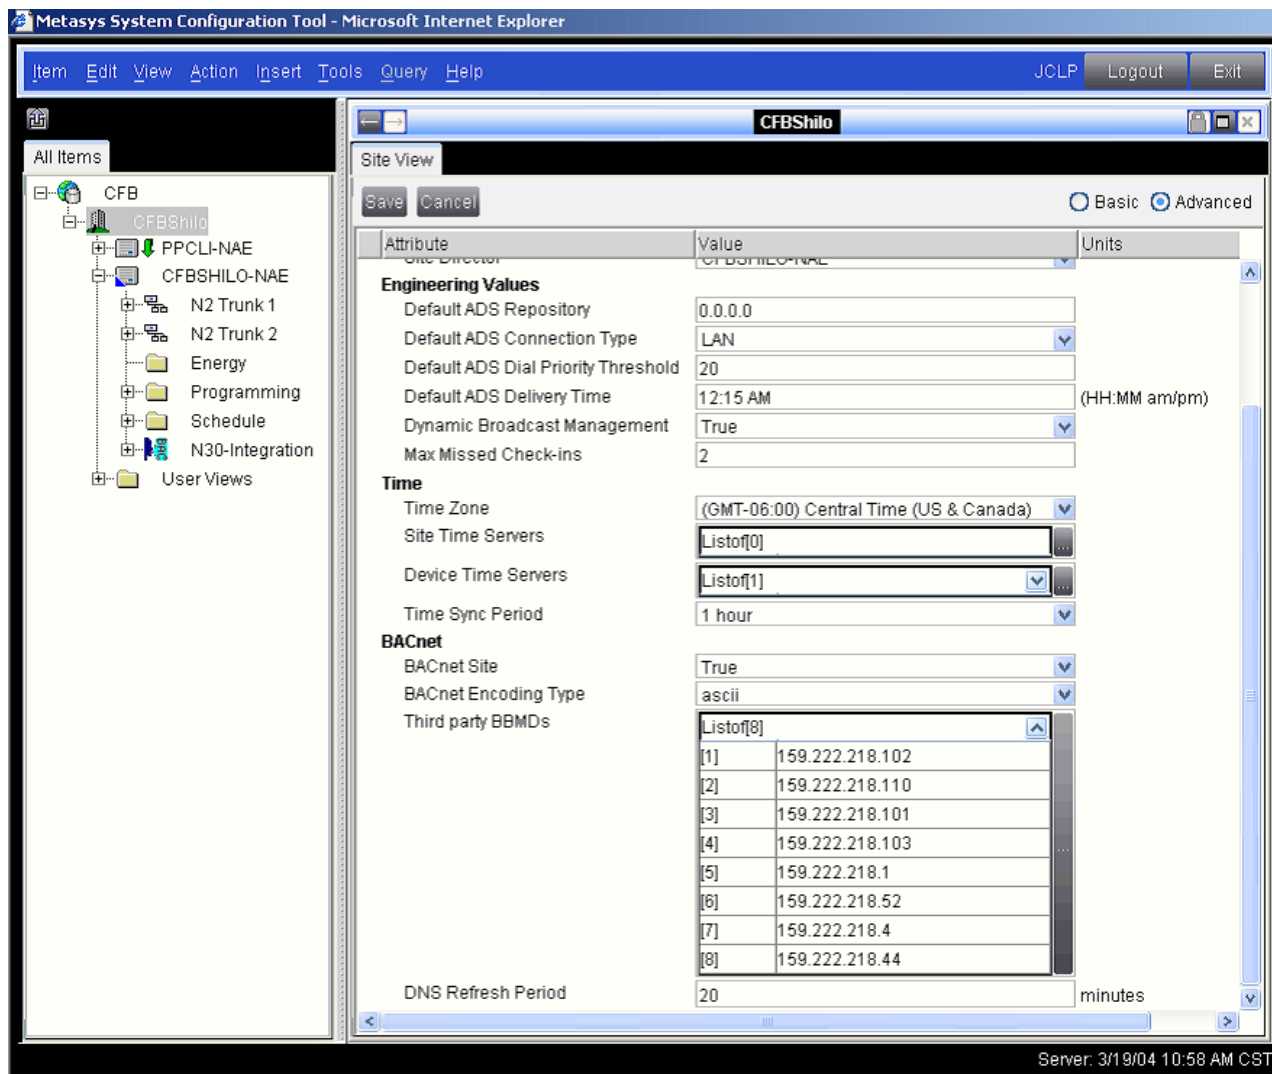 Metasys System Configuration Tool - Microsoft Internet Explorer
Item Edit View Action Insert Tools Query Help JCLP Logout Exit
CFBShilo
All Items
CFB
CFBShilo
PPCLI-NAE
CFBSHILO-NAE
N2 Trunk 1
N2 Trunk 2
Energy
Programming
Schedule
N30-Integration
User Views
Site View
Save Cancel Basic Advanced
Attribute Value Units
Site Director CFBSHILO-NAE
Engineering Values
Default ADS Repository 0.0.0.0
Default ADS Connection Type LAN
Default ADS Dial Priority Threshold 20
Default ADS Delivery Time 12:15 AM (HH:MM am/pm)
Dynamic Broadcast Management True
Max Missed Check-ins 2
Time
Time Zone (GMT-06:00) Central Time (US & Canada)
Site Time Servers Listof[0] ...
Device Time Servers Listof[1] ...
Time Sync Period 1 hour
BACnet
BACnet Site True
BACnet Encoding Type ascii
Third party BBMDs Listof[8] ...
[1] 159.222.218.102
[2] 159.222.218.110
[3] 159.222.218.101
[4] 159.222.218.103
[5] 159.222.218.1
[6] 159.222.218.52
[7] 159.222.218.4
[8] 159.222.218.44
DNS Refresh Period 20 minutes
Server: 3/19/04 10:58 AM CST